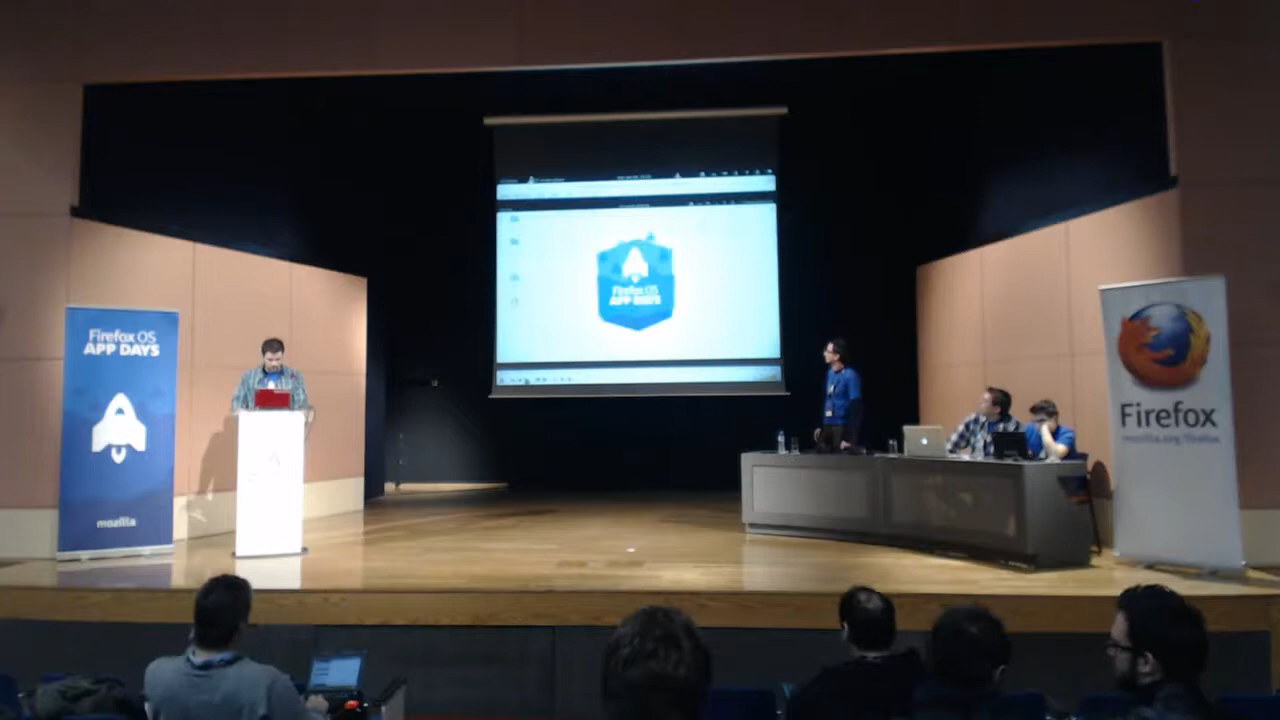 Firefox OS
APP DAYS
mozilla
Firefox OS
APP DAYS
Firefox
mozilla.org/firefox